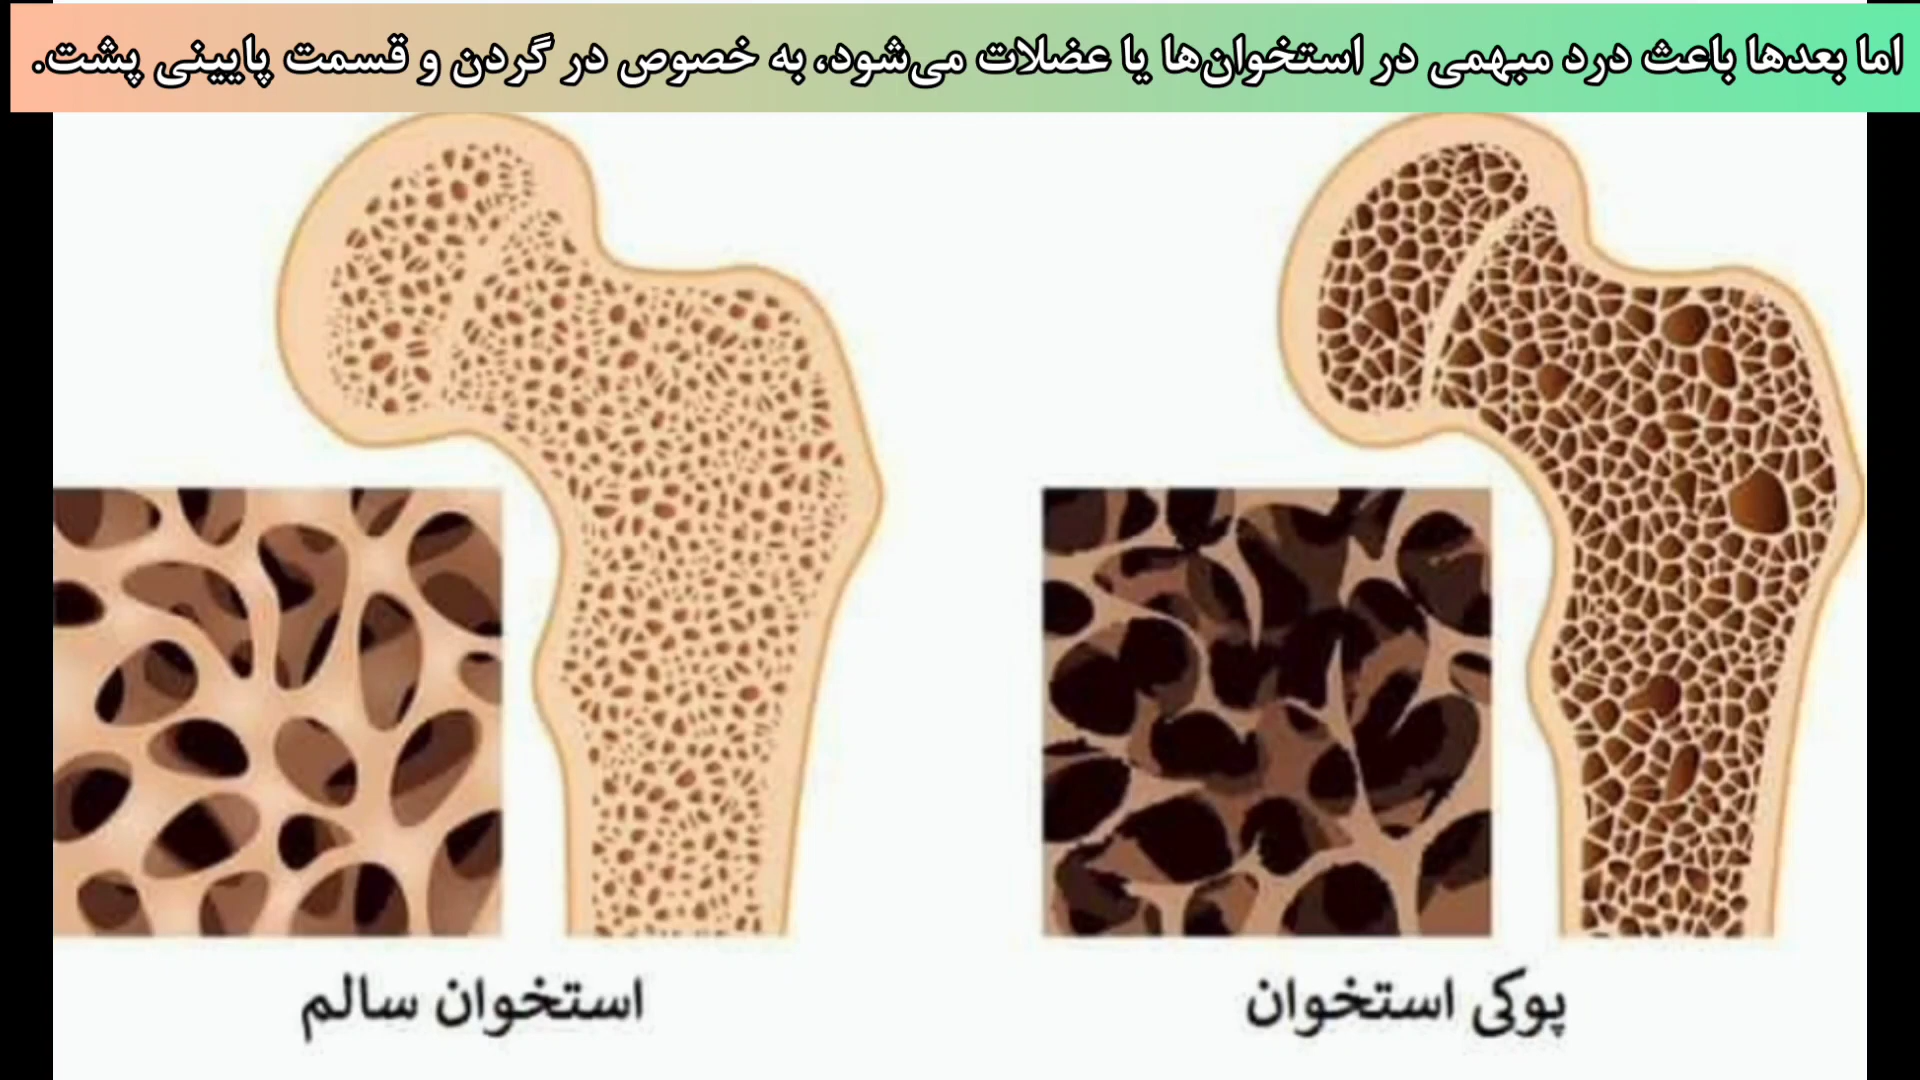 اما بعدها باعث درد مبهمی در استخوان‌ها یا عضلات می‌شود، به خصوص در گردن و قسمت پایینی پشت.
پوکی استخوان
استخوان سالم